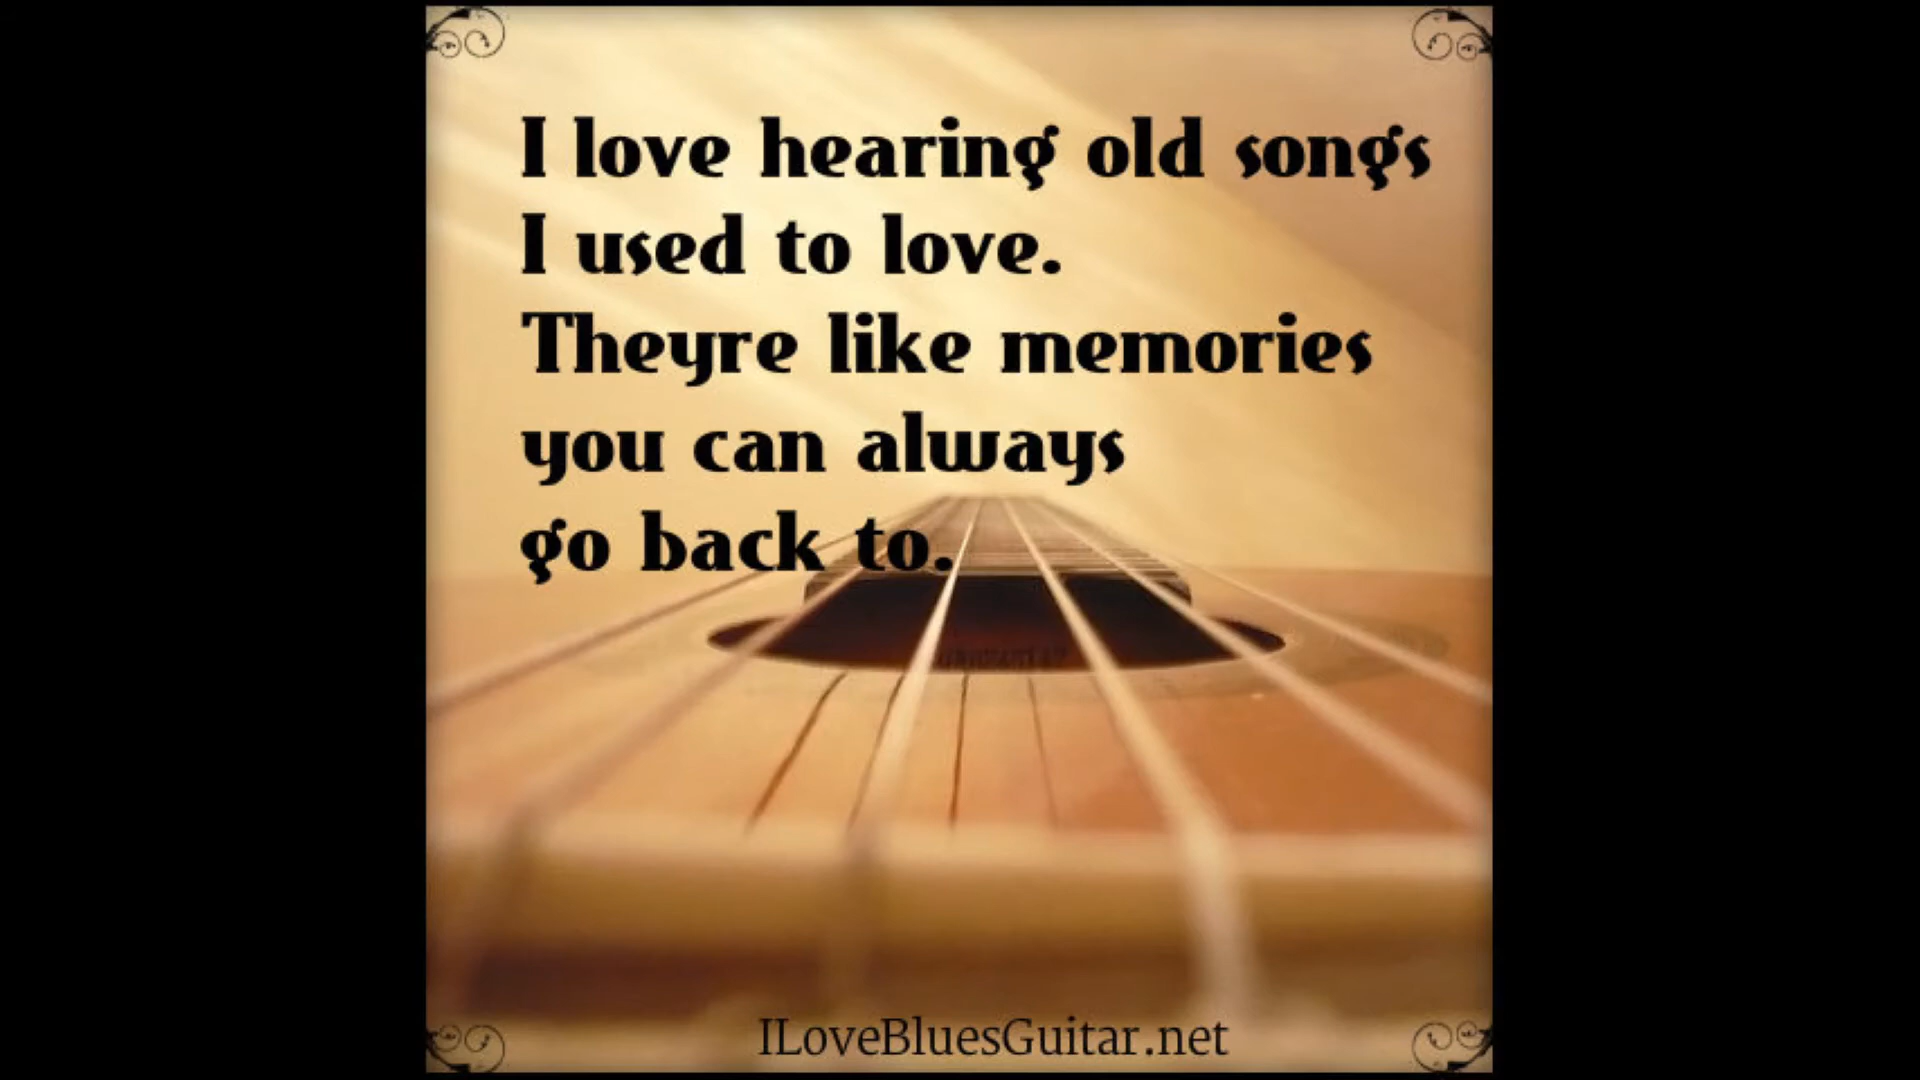 I love hearing old songs
I used to love.
Theyre like memories
you can always
go back to.
ILoveBluesGuitar.net